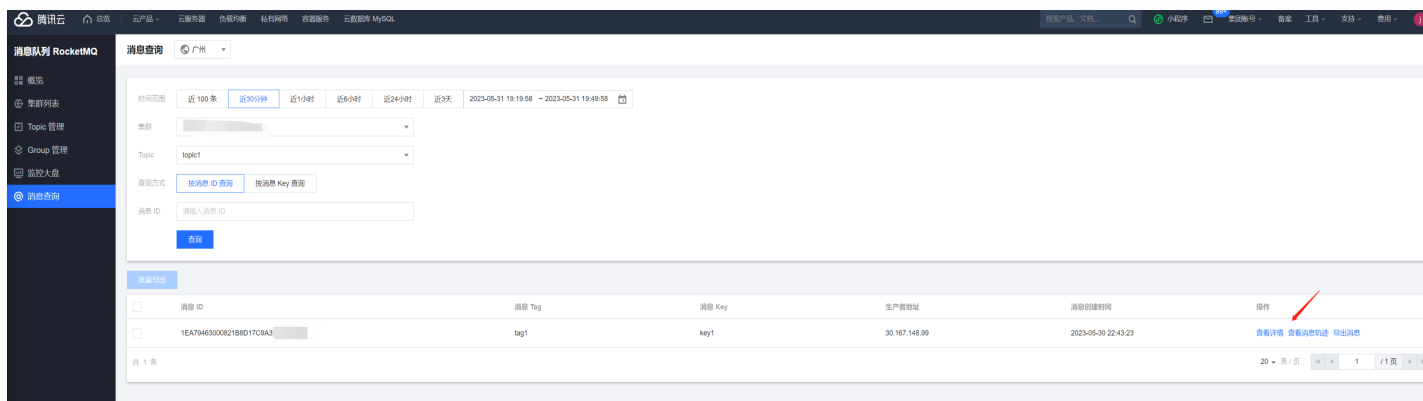 腾讯云 总览 云产品 云服务器 负载均衡 私有网络 容器服务 云数据库 MySQL 搜索产品、文档... 小程序 99+ 集团账号 备案 工具 支持 费用
消息队列 RocketMQ
消息查询 广州
概览
集群列表
Topic 管理
Group 管理
监控大盘
消息查询
时间范围 近 100 条 近30分钟 近1小时 近6小时 近24小时 近3天 2023-05-31 19:19:58 ~ 2023-05-31 19:49:58
集群
Topic topic1
查询方式 按消息 ID 查询 按消息 Key 查询
消息 ID 请输入消息 ID
查询
批量导出
消息 ID 消息 Tag 消息 Key 生产者地址 消息创建时间 操作
1EA79463000821B8D17C9A3 tag1 key1 30.167.148.99 2023-05-30 22:43:23 查看详情 查看消息轨迹 导出消息
共 1 条 20 条 / 页 1 / 1 页